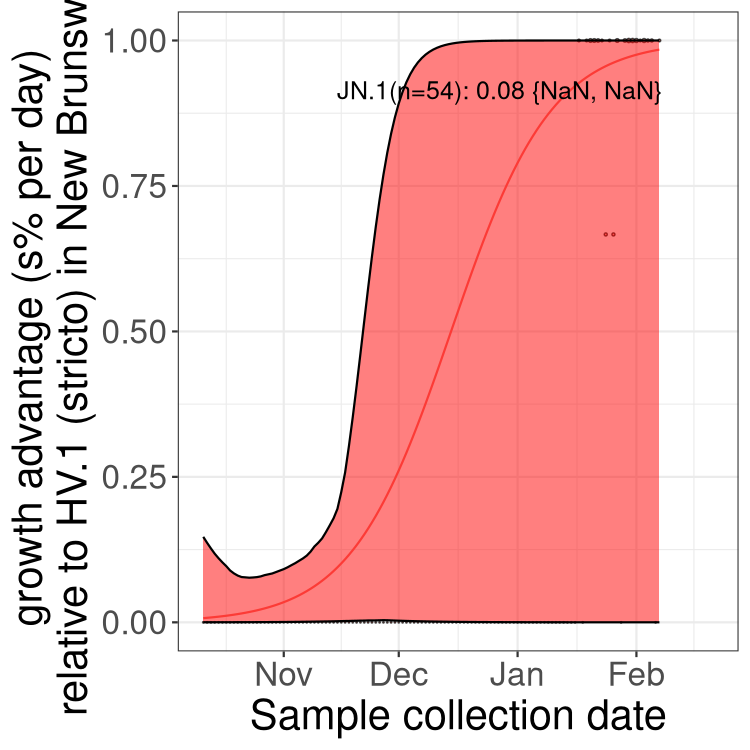 growth advantage (s% per day)
relative to HV.1 (stricto) in New Brunsw
1.00
0.75
0.50
0.25
0.00
JN.1(n=54): 0.08 {NaN, NaN}
Nov Dec Jan Feb
Sample collection date